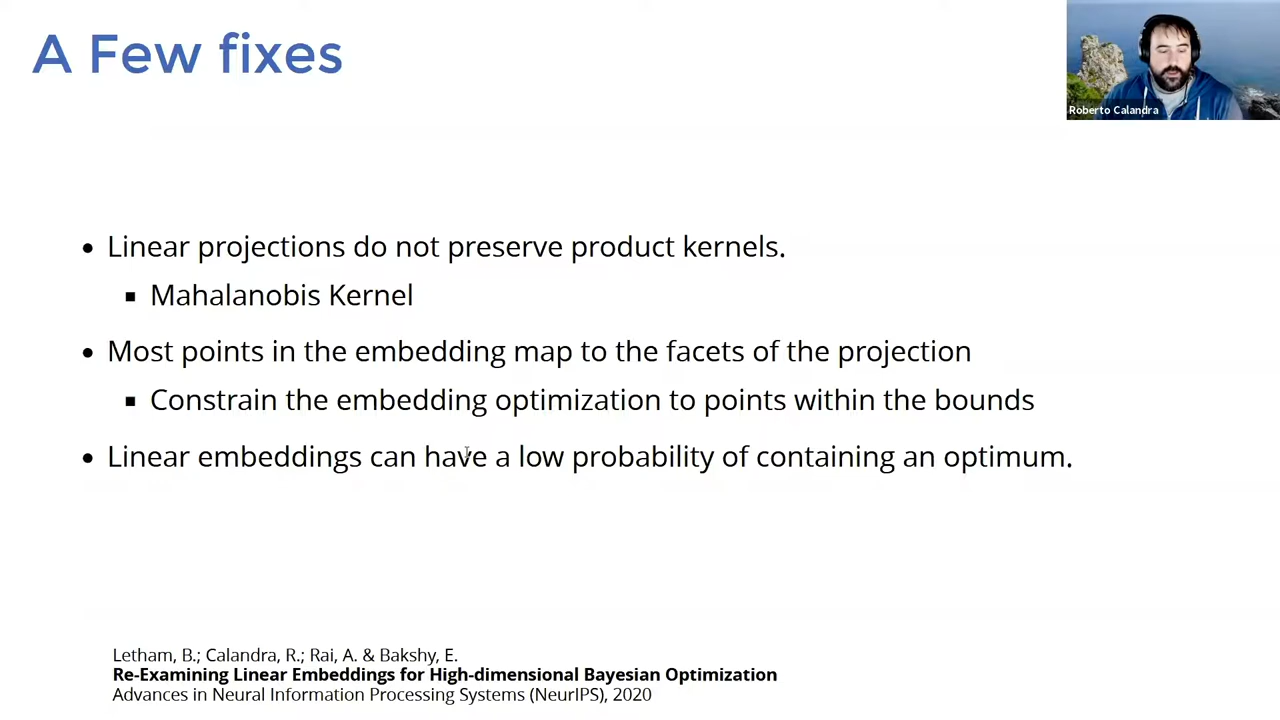 A Few fixes
Roberto Calandra
Linear projections do not preserve product kernels.
Mahalanobis Kernel
Most points in the embedding map to the facets of the projection
Constrain the embedding optimization to points within the bounds
Linear embeddings can have a low probability of containing an optimum.
Letham, B.; Calandra, R.; Rai, A. & Bakshy, E.
Re-Examining Linear Embeddings for High-dimensional Bayesian Optimization
Advances in Neural Information Processing Systems (NeurIPS), 2020